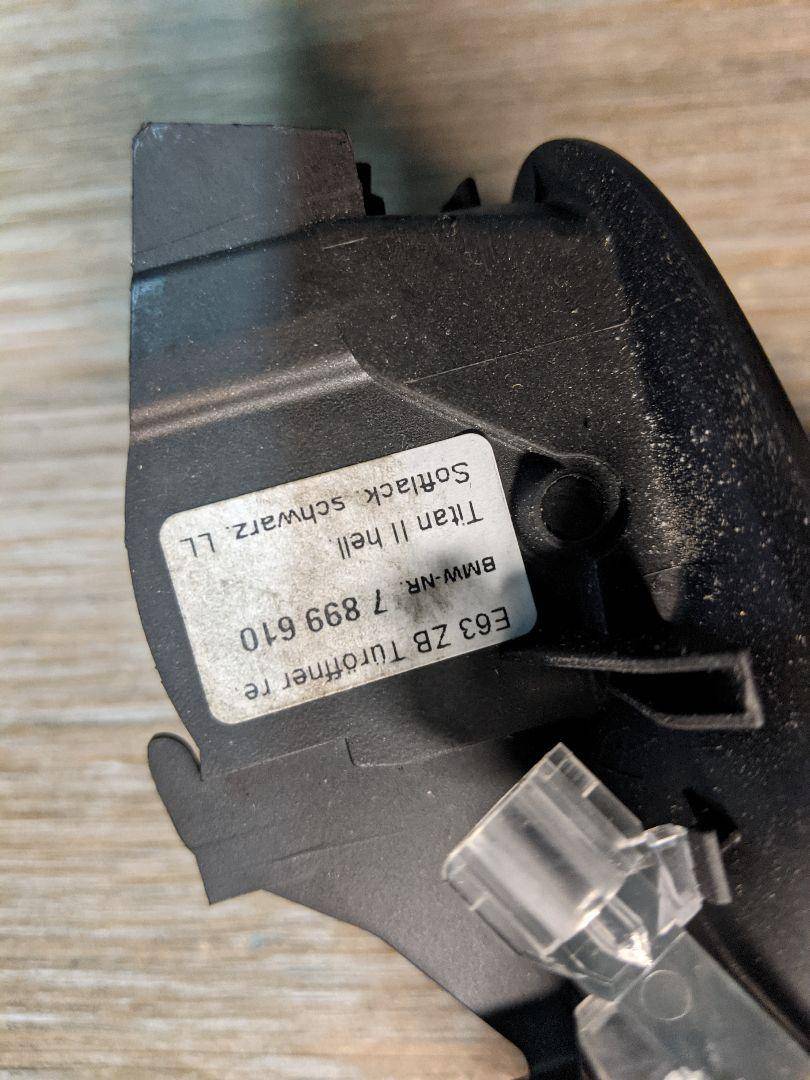 E63 ZB Türöffner re.
BMW-NR. 7 899 610
Titan II hell.
Softlack. schwarz. LL